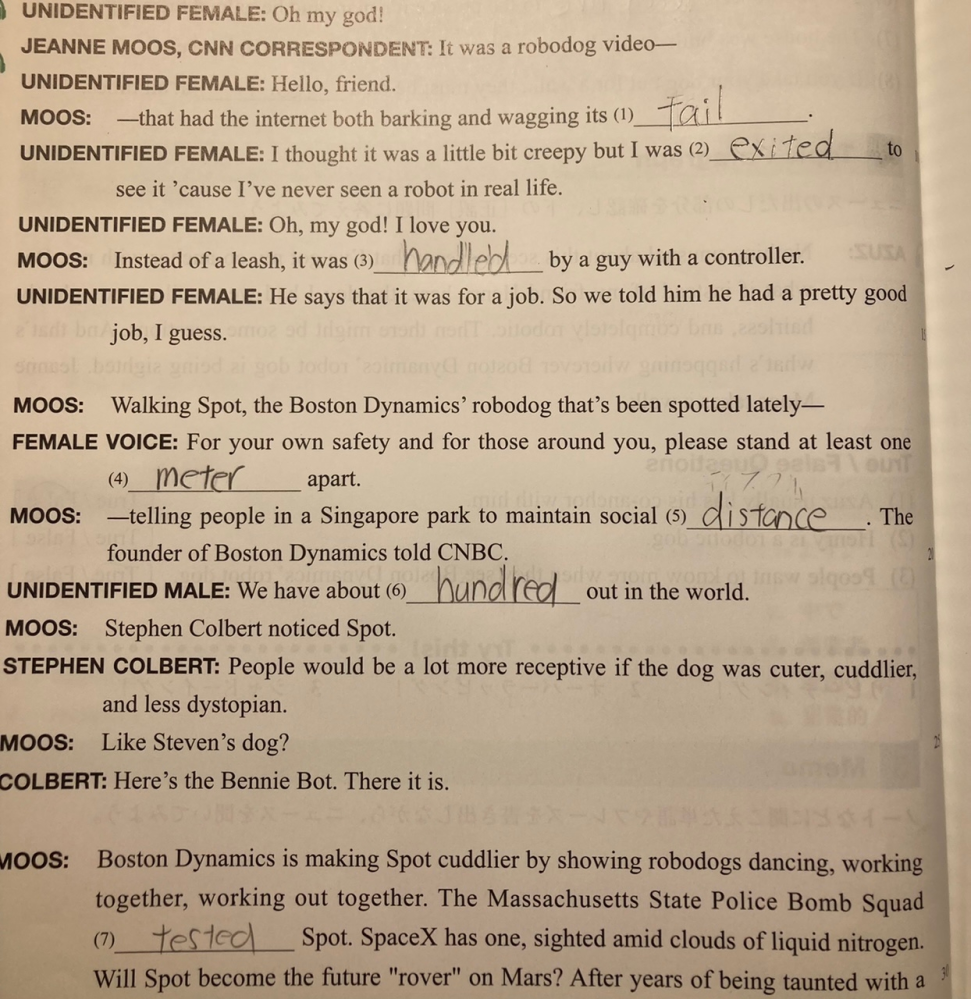 UNIDENTIFIED FEMALE: Oh my god!
JEANNE MOOS, CNN CORRESPONDENT: It was a robodog video—
UNIDENTIFIED FEMALE: Hello, friend.
MOOS: —that had the internet both barking and wagging its (1) tail.
UNIDENTIFIED FEMALE: I thought it was a little bit creepy but I was (2) exited to
see it ’cause I’ve never seen a robot in real life.
UNIDENTIFIED FEMALE: Oh, my god! I love you.
MOOS: Instead of a leash, it was (3) handled by a guy with a controller.
UNIDENTIFIED FEMALE: He says that it was for a job. So we told him he had a pretty good
job, I guess.
MOOS: Walking Spot, the Boston Dynamics’ robodog that’s been spotted lately—
FEMALE VOICE: For your own safety and for those around you, please stand at least one
(4) meter apart.
MOOS: —telling people in a Singapore park to maintain social (5) distance. The
founder of Boston Dynamics told CNBC.
UNIDENTIFIED MALE: We have about (6) hundred out in the world.
MOOS: Stephen Colbert noticed Spot.
STEPHEN COLBERT: People would be a lot more receptive if the dog was cuter, cuddlier,
and less dystopian.
MOOS: Like Steven’s dog?
COLBERT: Here’s the Bennie Bot. There it is.
MOOS: Boston Dynamics is making Spot cuddlier by showing robodogs dancing, working
together, working out together. The Massachusetts State Police Bomb Squad
(7) tested Spot. SpaceX has one, sighted amid clouds of liquid nitrogen.
Will Spot become the future "rover" on Mars? After years of being taunted with a